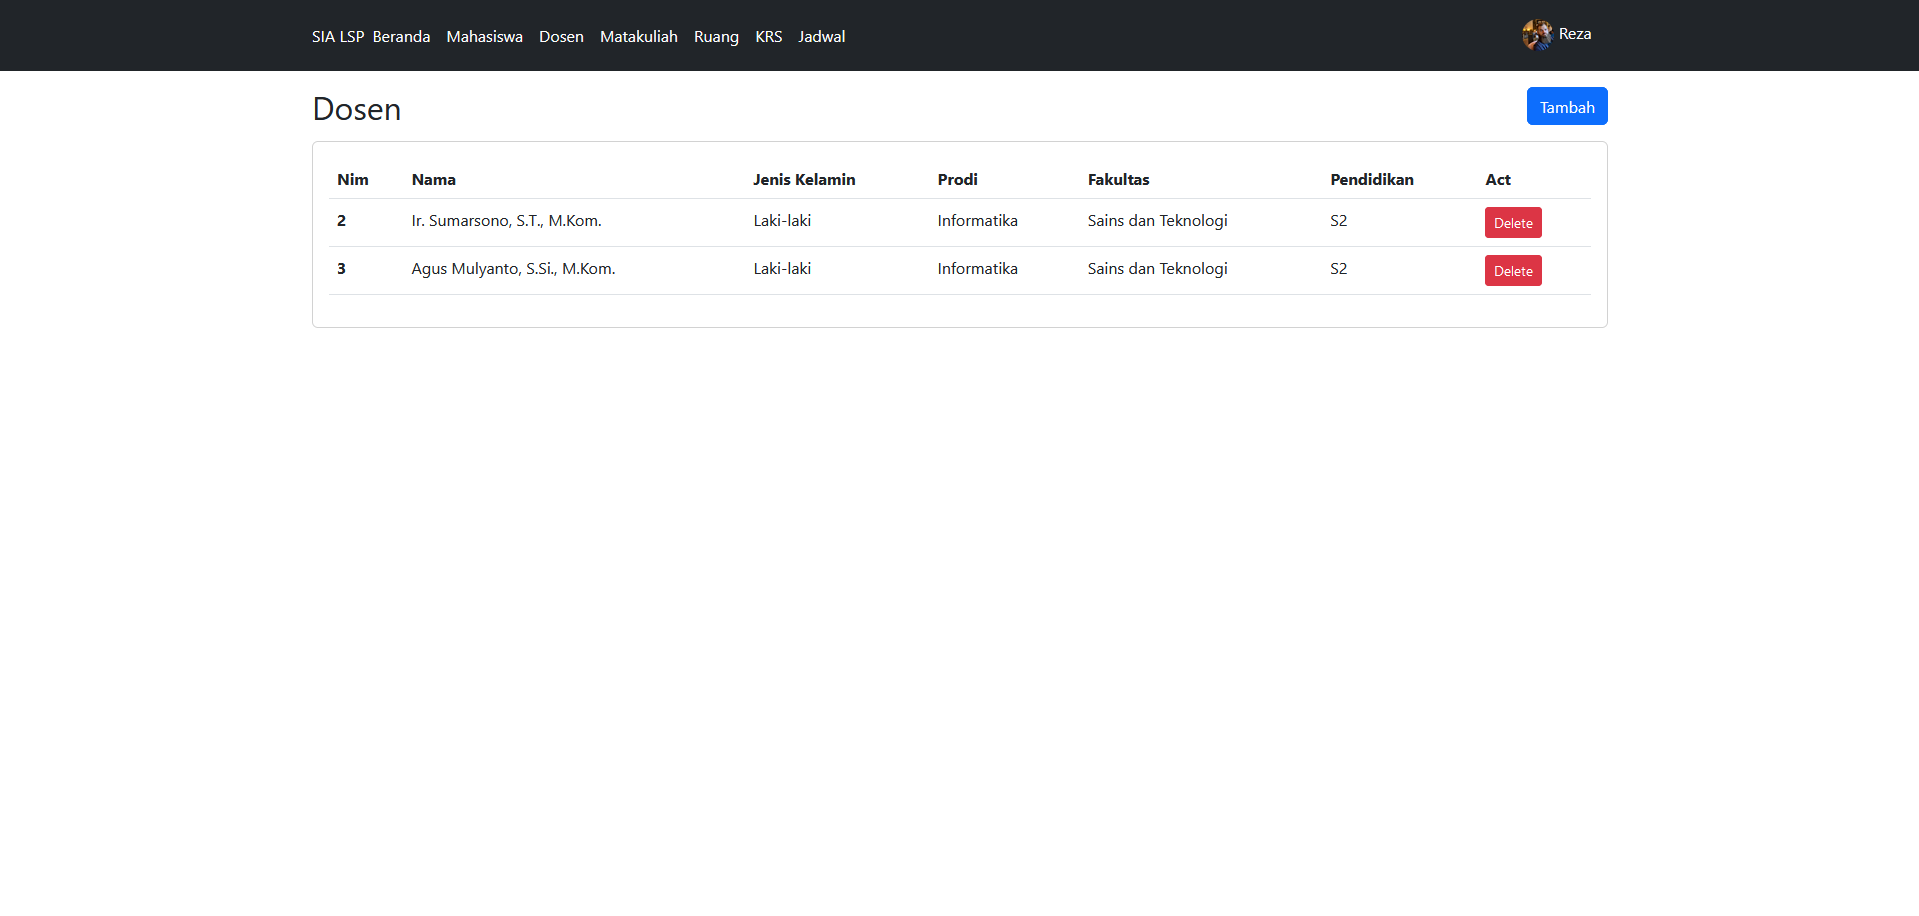 SIA LSP Beranda Mahasiswa Dosen Matakuliah Ruang KRS Jadwal Reza
Dosen Tambah
Nim Nama Jenis Kelamin Prodi Fakultas Pendidikan Act
2 Ir. Sumarsono, S.T., M.Kom. Laki-laki Informatika Sains dan Teknologi S2 Delete
3 Agus Mulyanto, S.Si., M.Kom. Laki-laki Informatika Sains dan Teknologi S2 Delete